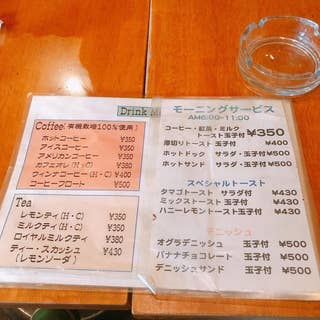 Drink M
Coffee(有機栽培100%使用)
ホットコーヒー ¥350
アイスコーヒー ¥350
アメリカンコーヒー ¥350
カフェオレ(H・C) ¥380
ウィンナコーヒー(H・C) ¥400
コーヒーフロート ¥500
Tea
レモンティ(H・C) ¥350
ミルクティ(H・C) ¥350
ロイヤルミルクティ ¥380
ティー・スカッシュ ¥430
(レモンソーダ)
モーニングサービス
AM6:00~11:00
コーヒー・紅茶・ミルク
トースト玉子付 ¥350
厚切りトースト 玉子付 ¥400
ホットドック サラダ・玉子付 ¥500
ホットサンド サラダ・玉子付 ¥500
スペシャルトースト
タマゴトースト サラダ付 ¥430
ミックストースト 玉子付 ¥430
ハニーレモントースト玉子付 ¥430
デニッシュ
オグラデニッシュ 玉子付 ¥500
バナナチョコレート 玉子付 ¥500
デニッシュサンド 玉子付 ¥500